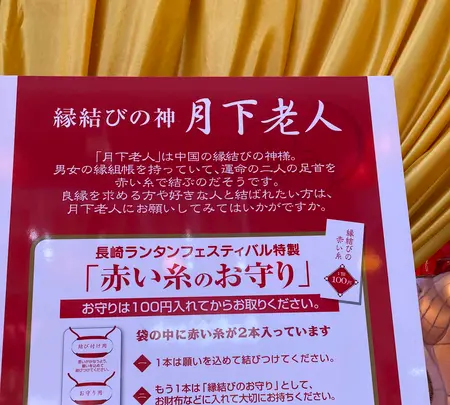 縁結びの神 月下老人
「月下老人」は中国の縁結びの神様。
男女の縁組帳を持っていて、運命の二人の足首を
赤い糸で結ぶのだそうです。
良縁を求める方や好きな人と結ばれたい方は、
月下老人にお願いしてみてはいかがですか。
長崎ランタンフェスティバル特製
「赤い糸のお守り」
縁結びの
赤い糸
100円
お守りは100円入れてからお取りください。
袋の中に赤い糸が2本入っています
結び付け用
一 1本は願いを込めて結びつけてください。
お守り用
二 もう1本は「縁結びのお守り」として、
お財布などに入れて大切にお持ちください。